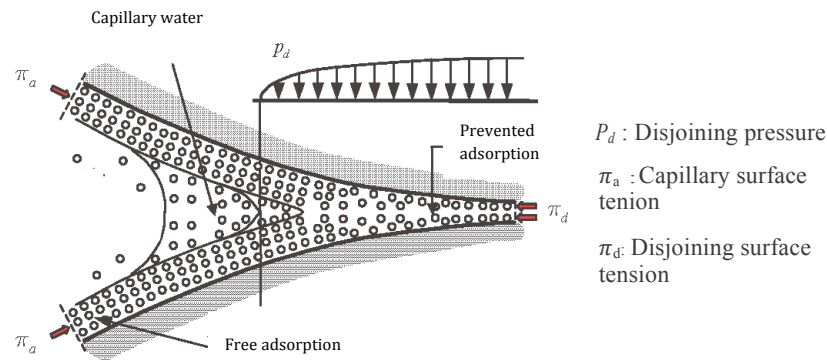 Capillary water
p_d
π_a
Prevented
adsorption
P_d : Disjoining pressure
π_a : Capillary surface
tenion
π_d
π_d: Disjoining surface
tension
π_a
Free adsorption